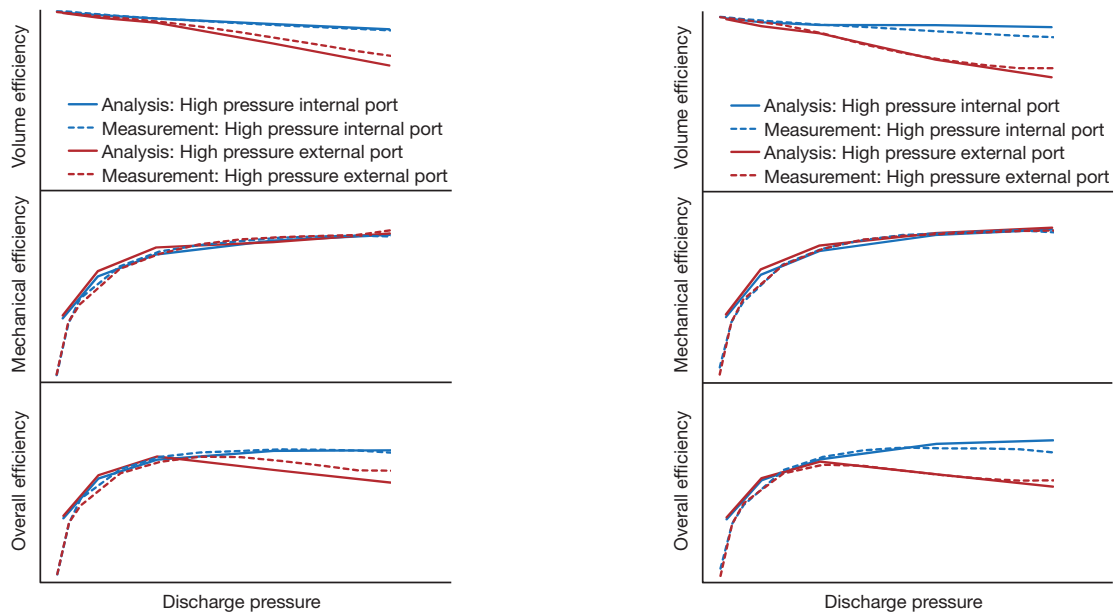 Volume efficiency
Analysis: High pressure internal port
Measurement: High pressure internal port
Analysis: High pressure external port
Measurement: High pressure external port
Mechanical efficiency
Overall efficiency
Discharge pressure
Volume efficiency
Analysis: High pressure internal port
Measurement: High pressure internal port
Analysis: High pressure external port
Measurement: High pressure external port
Mechanical efficiency
Overall efficiency
Discharge pressure